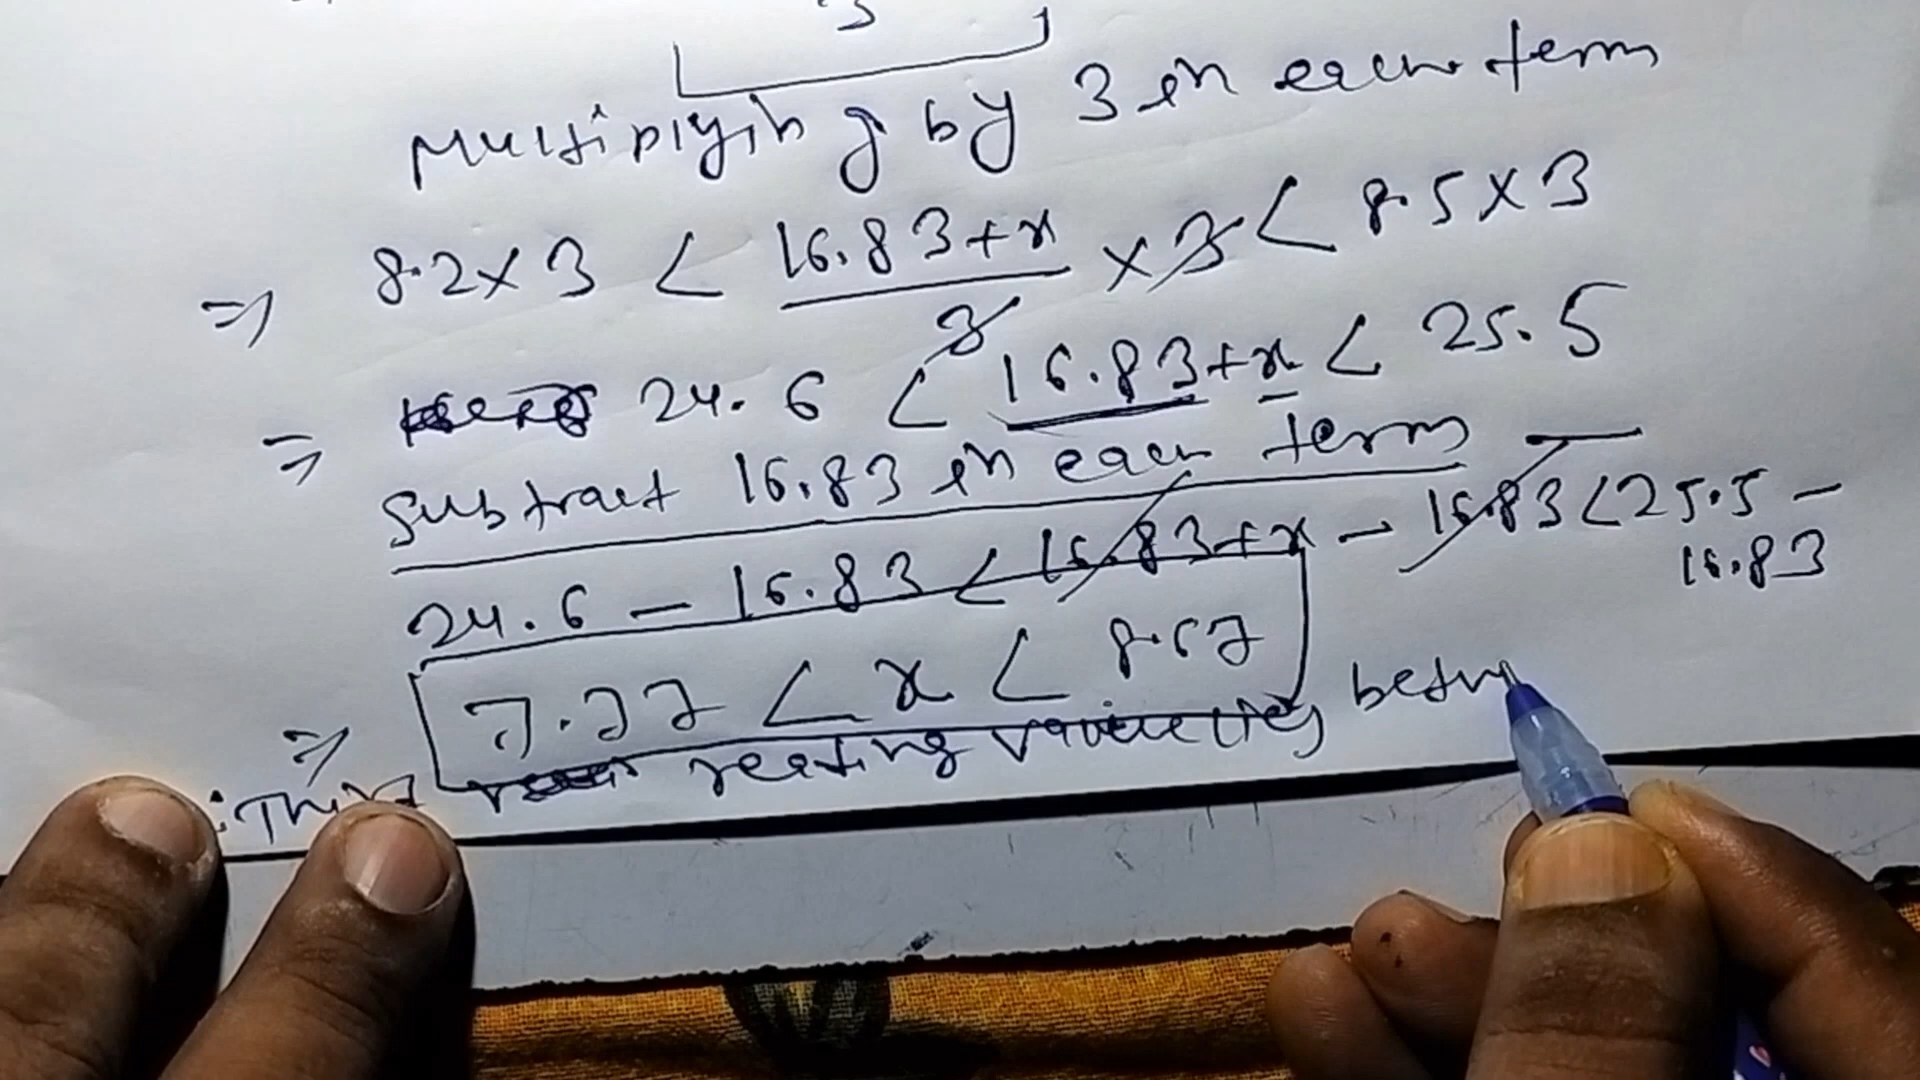 3
Multiplying by 3 in each term
⇒ 8.2×3 < 16.83+x / 3 ×3 < 8.5×3
⇒ 24.6 < 16.83+x < 25.5
Subtract 16.83 in each term
24.6 - 16.83 < 16.83+x - 16.83 < 25.5 -
16.83
⇒ 7.77 < x < 8.67
reating betw